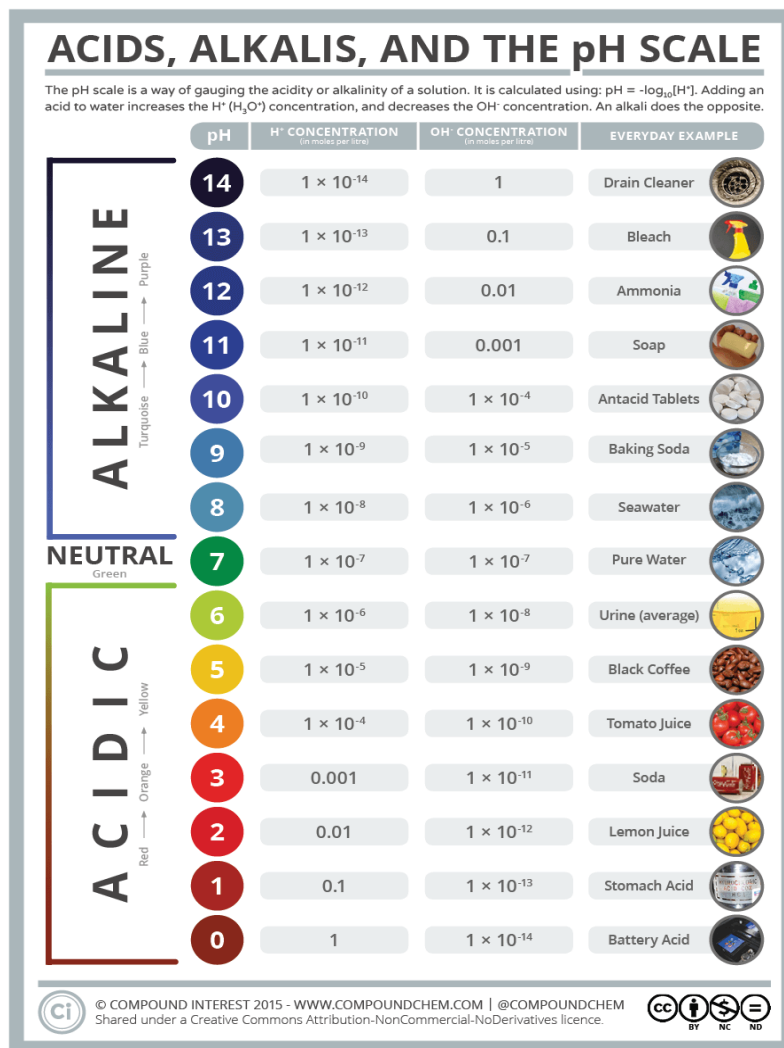 ACIDS, ALKALIS, AND THE pH SCALE
The pH scale is a way of gauging the acidity or alkalinity of a solution. It is calculated using: pH = -log₁₀[H⁺]. Adding an
acid to water increases the H⁺ (H₃O⁺) concentration, and decreases the OH⁻ concentration. An alkali does the opposite.
pH H⁺ CONCENTRATION (in moles per litre) OH⁻ CONCENTRATION (in moles per litre) EVERYDAY EXAMPLE
ALKALINE
Turquoise → Blue → Purple
14 1 × 10⁻¹⁴ 1 Drain Cleaner
13 1 × 10⁻¹³ 0.1 Bleach
12 1 × 10⁻¹² 0.01 Ammonia
11 1 × 10⁻¹¹ 0.001 Soap
10 1 × 10⁻¹⁰ 1 × 10⁻⁴ Antacid Tablets
9 1 × 10⁻⁹ 1 × 10⁻⁵ Baking Soda
8 1 × 10⁻⁸ 1 × 10⁻⁶ Seawater
NEUTRAL
Green
7 1 × 10⁻⁷ 1 × 10⁻⁷ Pure Water
ACIDIC
Red → Orange → Yellow
6 1 × 10⁻⁶ 1 × 10⁻⁸ Urine (average)
5 1 × 10⁻⁵ 1 × 10⁻⁹ Black Coffee
4 1 × 10⁻⁴ 1 × 10⁻¹⁰ Tomato Juice
3 0.001 1 × 10⁻¹¹ Soda
2 0.01 1 × 10⁻¹² Lemon Juice
1 0.1 1 × 10⁻¹³ Stomach Acid
0 1 1 × 10⁻¹⁴ Battery Acid
Ci
© COMPOUND INTEREST 2015 - WWW.COMPOUNDCHEM.COM | @COMPOUNDCHEM
Shared under a Creative Commons Attribution-NonCommercial-NoDerivatives licence.
cc
BY NC ND